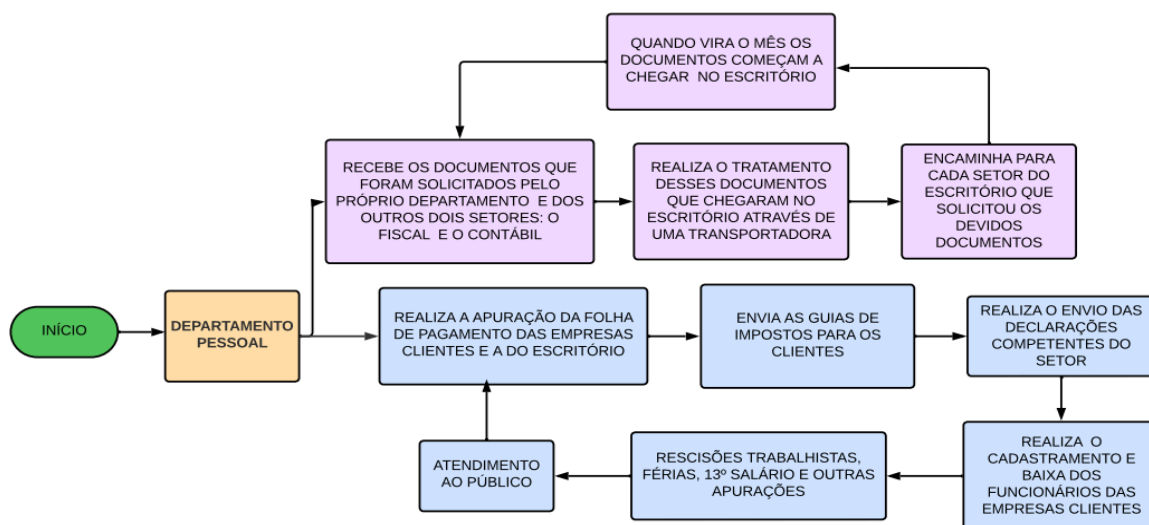 QUANDO VIRA O MÊS OS
DOCUMENTOS COMEÇAM A
CHEGAR NO ESCRITÓRIO
RECEBE OS DOCUMENTOS QUE
FORAM SOLICITADOS PELO
PRÓPRIO DEPARTAMENTO E DOS
OUTROS DOIS SETORES: O
FISCAL E O CONTÁBIL
REALIZA O TRATAMENTO
DESSES DOCUMENTOS
QUE CHEGARAM NO
ESCRITÓRIO ATRAVÉS DE
UMA TRANSPORTADORA
ENCAMINHA PARA
CADA SETOR DO
ESCRITÓRIO QUE
SOLICITOU OS
DEVIDOS
DOCUMENTOS
INÍCIO
DEPARTAMENTO
PESSOAL
REALIZA A APURAÇÃO DA FOLHA
DE PAGAMENTO DAS EMPRESAS
CLIENTES E A DO ESCRITÓRIO
ENVIA AS GUIAS DE
IMPOSTOS PARA OS
CLIENTES
REALIZA O ENVIO DAS
DECLARAÇÕES
COMPETENTES DO
SETOR
REALIZA O
CADASTRAMENTO E
BAIXA DOS
FUNCIONÁRIOS DAS
EMPRESAS CLIENTES
RESCISÕES TRABALHISTAS,
FÉRIAS, 13º SALÁRIO E OUTRAS
APURAÇÕES
ATENDIMENTO
AO PÚBLICO